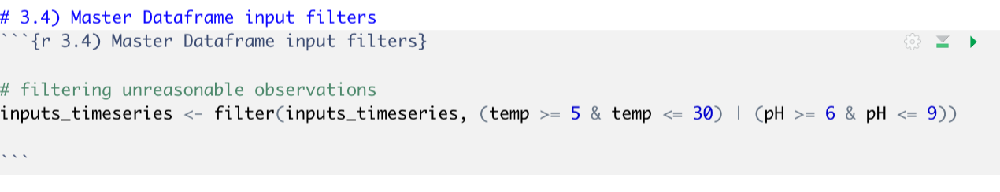 # 3.4) Master Dataframe input filters
```{r 3.4) Master Dataframe input filters}
# filtering unreasonable observations
inputs_timeseries <- filter(inputs_timeseries, (temp >= 5 & temp <= 30) | (pH >= 6 & pH <= 9))
```